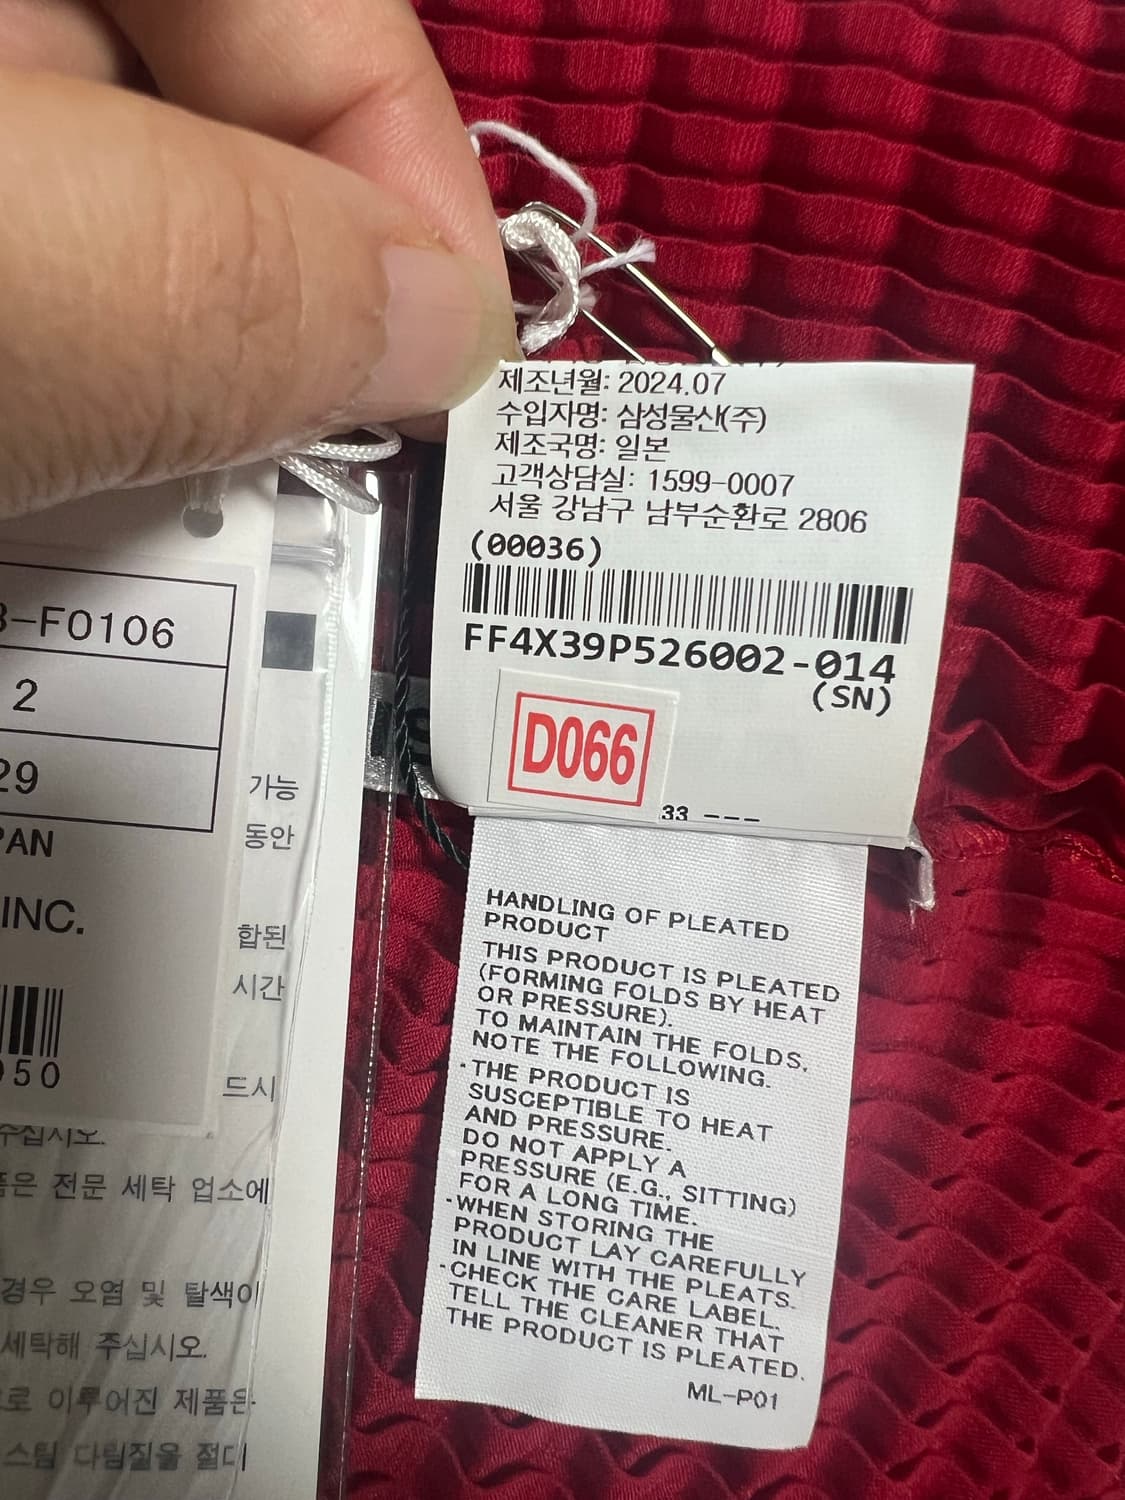 제조년월: 2024.07
수입자명: 삼성물산(주)
제조국명: 일본
고객상담실: 1599-0007
서울 강남구 남부순환로 2806
(00036)
FF4X39P526002-014
(SN)
D066
33 ---
HANDLING OF PLEATED
PRODUCT
THIS PRODUCT IS PLEATED
(FORMING FOLDS BY HEAT
OR PRESSURE).
TO MAINTAIN THE FOLDS,
NOTE THE FOLLOWING.
·THE PRODUCT IS
SUSCEPTIBLE TO HEAT
AND PRESSURE.
DO NOT APPLY A
PRESSURE (E.G., SITTING)
FOR A LONG TIME.
·WHEN STORING THE
PRODUCT LAY CAREFULLY
IN LINE WITH THE PLEATS.
·CHECK THE CARE LABEL.
TELL THE CLEANER THAT
THE PRODUCT IS PLEATED.
ML-P01
-F0106
2
29
PAN
INC.
50
가능
동안
합된
시간
드시
주십시오.
은 전문 세탁 업소에
경우 오염 및 탈색이
세탁해 주십시오.
로 이루어진 제품은
스팀 다림질을 절대